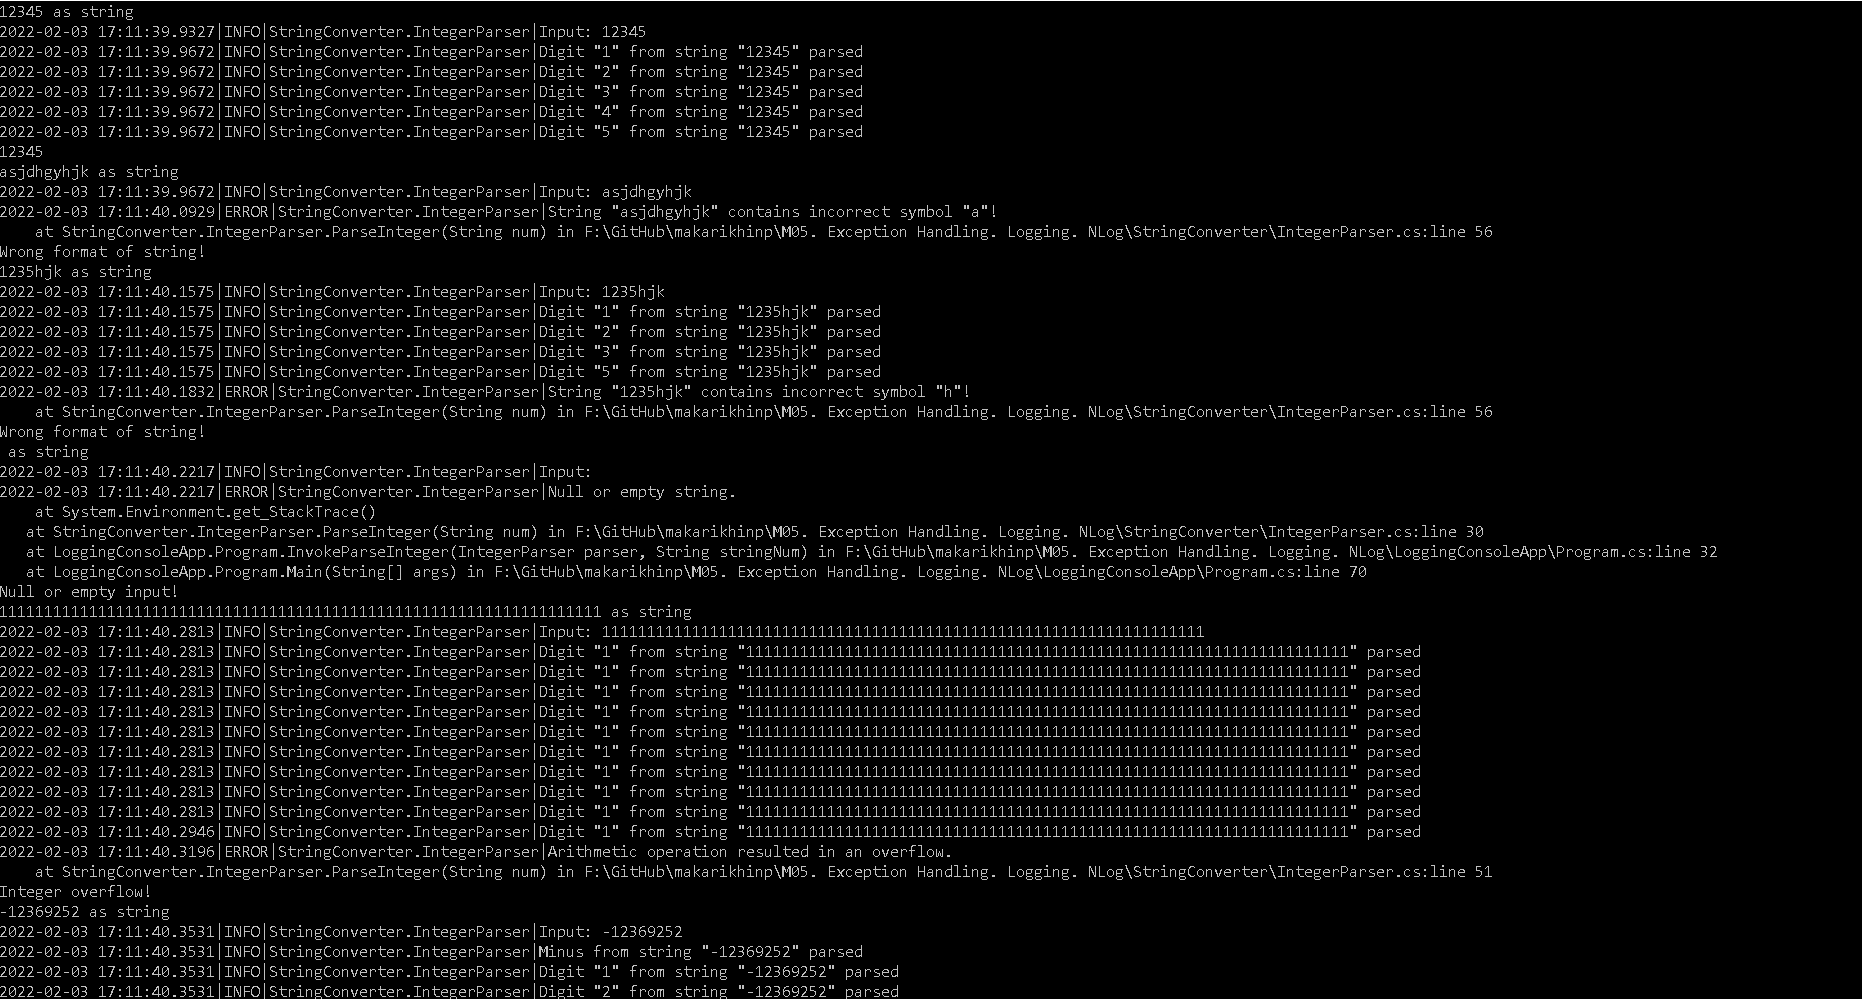 12345 as string
2022-02-03 17:11:39.9327|INFO|StringConverter.IntegerParser|Input: 12345
2022-02-03 17:11:39.9672|INFO|StringConverter.IntegerParser|Digit "1" from string "12345" parsed
2022-02-03 17:11:39.9672|INFO|StringConverter.IntegerParser|Digit "2" from string "12345" parsed
2022-02-03 17:11:39.9672|INFO|StringConverter.IntegerParser|Digit "3" from string "12345" parsed
2022-02-03 17:11:39.9672|INFO|StringConverter.IntegerParser|Digit "4" from string "12345" parsed
2022-02-03 17:11:39.9672|INFO|StringConverter.IntegerParser|Digit "5" from string "12345" parsed
12345
asjdhgyhjk as string
2022-02-03 17:11:39.9672|INFO|StringConverter.IntegerParser|Input: asjdhgyhjk
2022-02-03 17:11:40.0929|ERROR|StringConverter.IntegerParser|String "asjdhgyhjk" contains incorrect symbol "a"!
at StringConverter.IntegerParser.ParseInteger(String num) in F:\GitHub\makarikhinp\M05. Exception Handling. Logging. NLog\StringConverter\IntegerParser.cs:line 56
Wrong format of string!
1235hjk as string
2022-02-03 17:11:40.1575|INFO|StringConverter.IntegerParser|Input: 1235hjk
2022-02-03 17:11:40.1575|INFO|StringConverter.IntegerParser|Digit "1" from string "1235hjk" parsed
2022-02-03 17:11:40.1575|INFO|StringConverter.IntegerParser|Digit "2" from string "1235hjk" parsed
2022-02-03 17:11:40.1575|INFO|StringConverter.IntegerParser|Digit "3" from string "1235hjk" parsed
2022-02-03 17:11:40.1575|INFO|StringConverter.IntegerParser|Digit "5" from string "1235hjk" parsed
2022-02-03 17:11:40.1832|ERROR|StringConverter.IntegerParser|String "1235hjk" contains incorrect symbol "h"!
at StringConverter.IntegerParser.ParseInteger(String num) in F:\GitHub\makarikhinp\M05. Exception Handling. Logging. NLog\StringConverter\IntegerParser.cs:line 56
Wrong format of string!
as string
2022-02-03 17:11:40.2217|INFO|StringConverter.IntegerParser|Input:
2022-02-03 17:11:40.2217|ERROR|StringConverter.IntegerParser|Null or empty string.
at System.Environment.get_StackTrace()
at StringConverter.IntegerParser.ParseInteger(String num) in F:\GitHub\makarikhinp\M05. Exception Handling. Logging. NLog\StringConverter\IntegerParser.cs:line 30
at LoggingConsoleApp.Program.InvokeParseInteger(IntegerParser parser, String stringNum) in F:\GitHub\makarikhinp\M05. Exception Handling. Logging. NLog\LoggingConsoleApp\Program.cs:line 32
at LoggingConsoleApp.Program.Main(String[] args) in F:\GitHub\makarikhinp\M05. Exception Handling. Logging. NLog\LoggingConsoleApp\Program.cs:line 70
Null or empty input!
1111111111111111111111111111111111111111111111111111111111111111111 as string
2022-02-03 17:11:40.2813|INFO|StringConverter.IntegerParser|Input: 1111111111111111111111111111111111111111111111111111111111111111111
2022-02-03 17:11:40.2813|INFO|StringConverter.IntegerParser|Digit "1" from string "1111111111111111111111111111111111111111111111111111111111111111111" parsed
2022-02-03 17:11:40.2813|INFO|StringConverter.IntegerParser|Digit "1" from string "1111111111111111111111111111111111111111111111111111111111111111111" parsed
2022-02-03 17:11:40.2813|INFO|StringConverter.IntegerParser|Digit "1" from string "1111111111111111111111111111111111111111111111111111111111111111111" parsed
2022-02-03 17:11:40.2813|INFO|StringConverter.IntegerParser|Digit "1" from string "1111111111111111111111111111111111111111111111111111111111111111111" parsed
2022-02-03 17:11:40.2813|INFO|StringConverter.IntegerParser|Digit "1" from string "1111111111111111111111111111111111111111111111111111111111111111111" parsed
2022-02-03 17:11:40.2813|INFO|StringConverter.IntegerParser|Digit "1" from string "1111111111111111111111111111111111111111111111111111111111111111111" parsed
2022-02-03 17:11:40.2813|INFO|StringConverter.IntegerParser|Digit "1" from string "1111111111111111111111111111111111111111111111111111111111111111111" parsed
2022-02-03 17:11:40.2813|INFO|StringConverter.IntegerParser|Digit "1" from string "1111111111111111111111111111111111111111111111111111111111111111111" parsed
2022-02-03 17:11:40.2813|INFO|StringConverter.IntegerParser|Digit "1" from string "1111111111111111111111111111111111111111111111111111111111111111111" parsed
2022-02-03 17:11:40.2946|INFO|StringConverter.IntegerParser|Digit "1" from string "1111111111111111111111111111111111111111111111111111111111111111111" parsed
2022-02-03 17:11:40.3196|ERROR|StringConverter.IntegerParser|Arithmetic operation resulted in an overflow.
at StringConverter.IntegerParser.ParseInteger(String num) in F:\GitHub\makarikhinp\M05. Exception Handling. Logging. NLog\StringConverter\IntegerParser.cs:line 51
Integer overflow!
-12369252 as string
2022-02-03 17:11:40.3531|INFO|StringConverter.IntegerParser|Input: -12369252
2022-02-03 17:11:40.3531|INFO|StringConverter.IntegerParser|Minus from string "-12369252" parsed
2022-02-03 17:11:40.3531|INFO|StringConverter.IntegerParser|Digit "1" from string "-12369252" parsed
2022-02-03 17:11:40.3531|INFO|StringConverter.IntegerParser|Digit "2" from string "-12369252" parsed